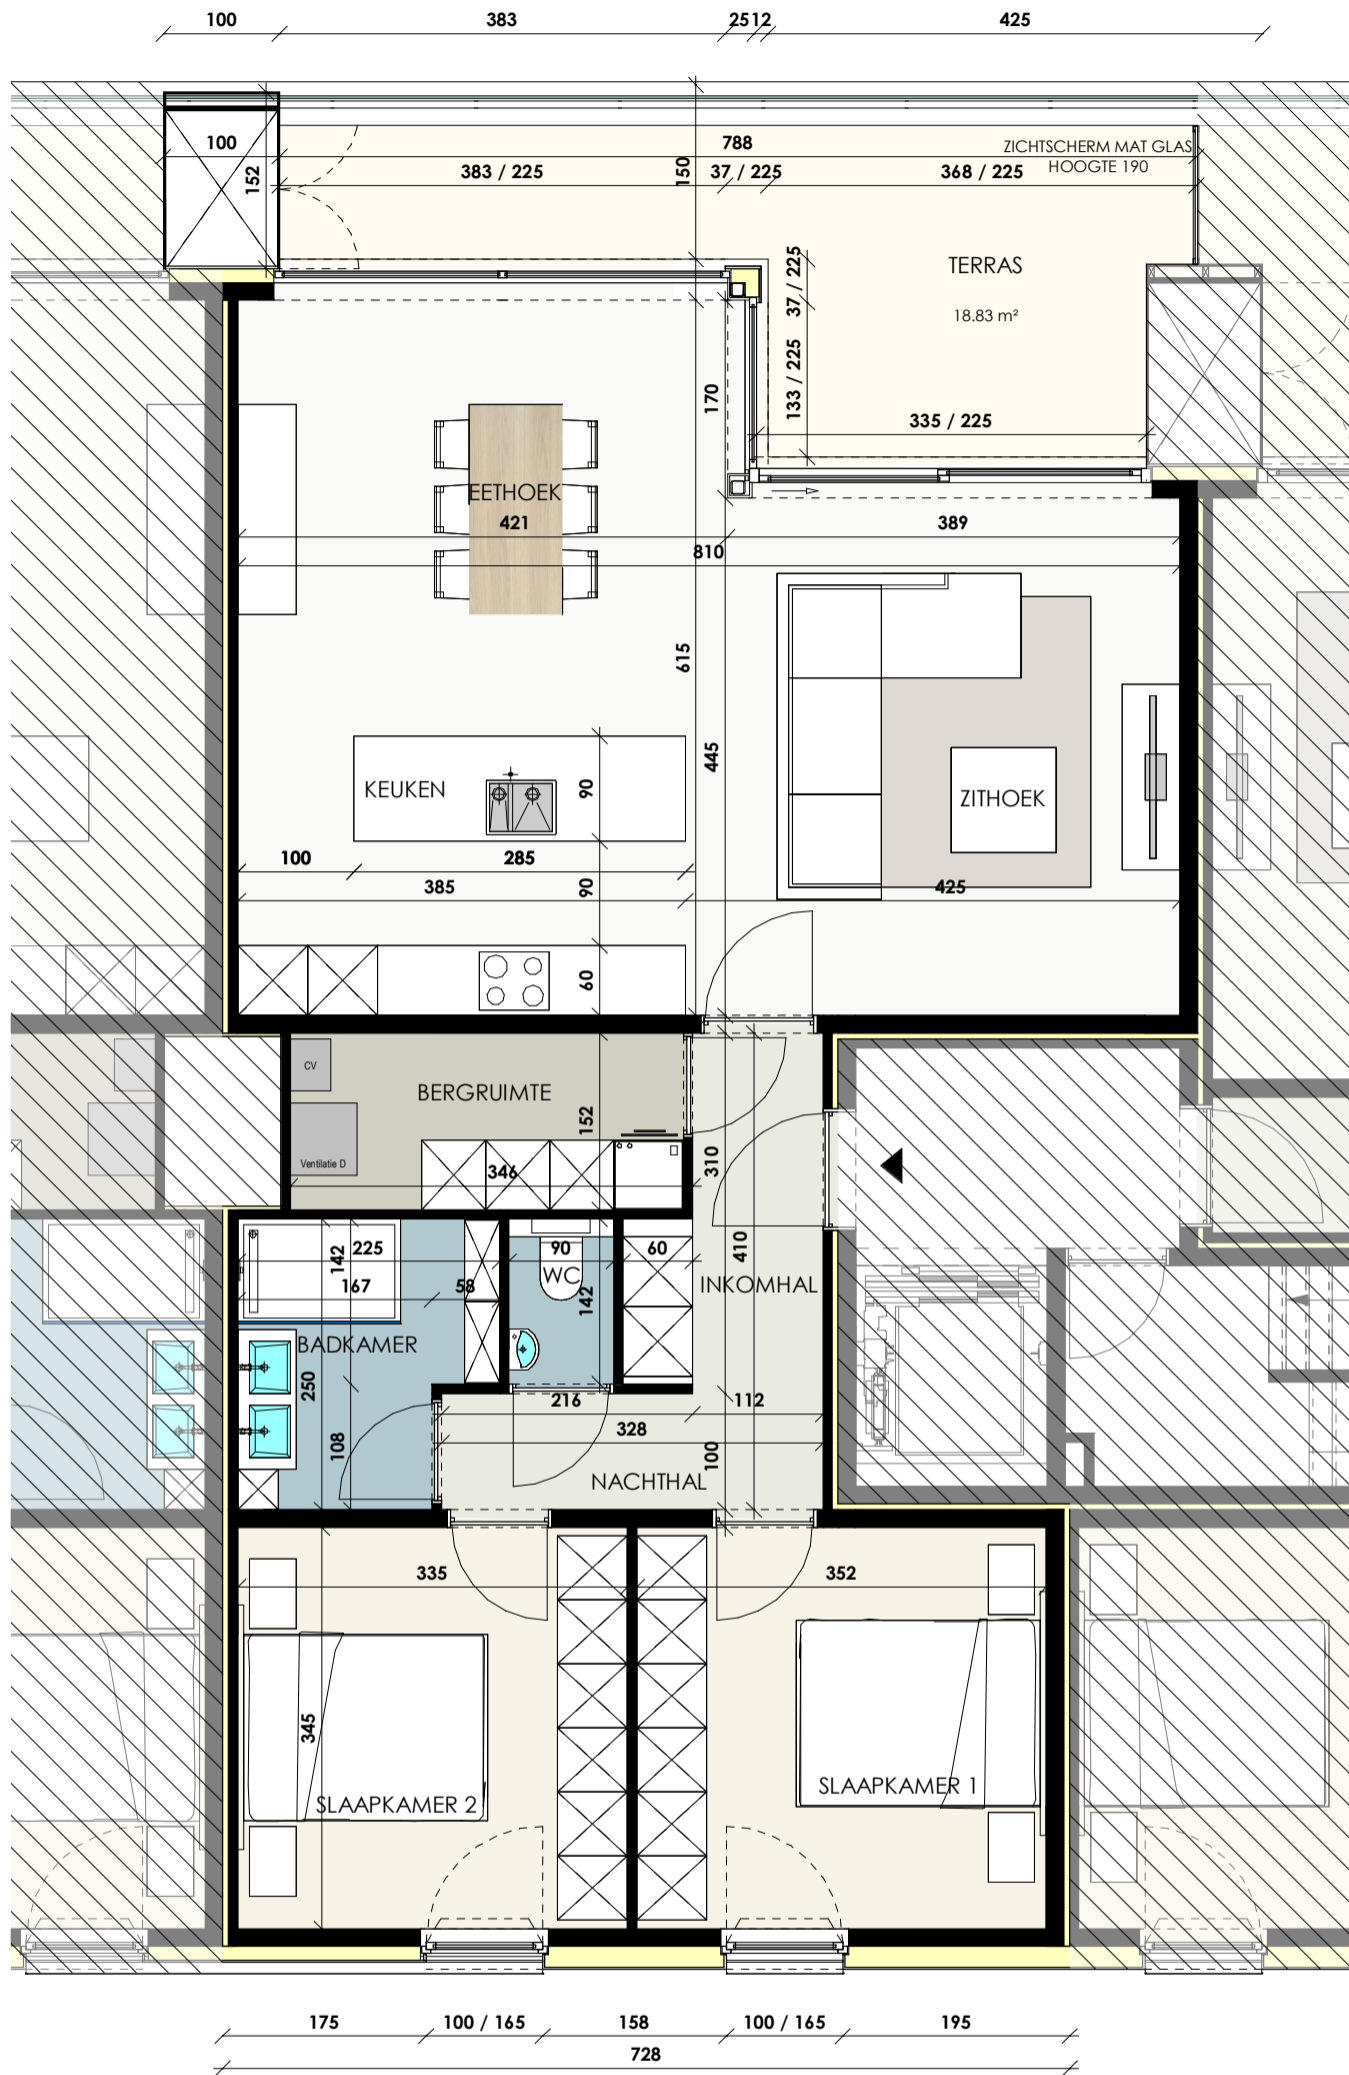 100 383 25 12 425
100 788 ZICHTSCHERM MAT GLAS
HOOGTE 190
152 383 / 225 150 37 / 225 368 / 225
TERRAS
37 / 225
18.83 m²
133 / 225
170
335 / 225
EETHOEK
421 389
810
615
445
KEUKEN
90
ZITHOEK
100 285
385 90 425
60
CV
BERGRUIMTE
152
Ventilatie D
346
310
142 225 90 60 410
WC
167 58 142 INKOMHAL
BADKAMER
250
216 112
328
108 100
NACHTHAL
335 352
345
SLAAPKAMER 1
SLAAPKAMER 2
175 100 / 165 158 100 / 165 195
728